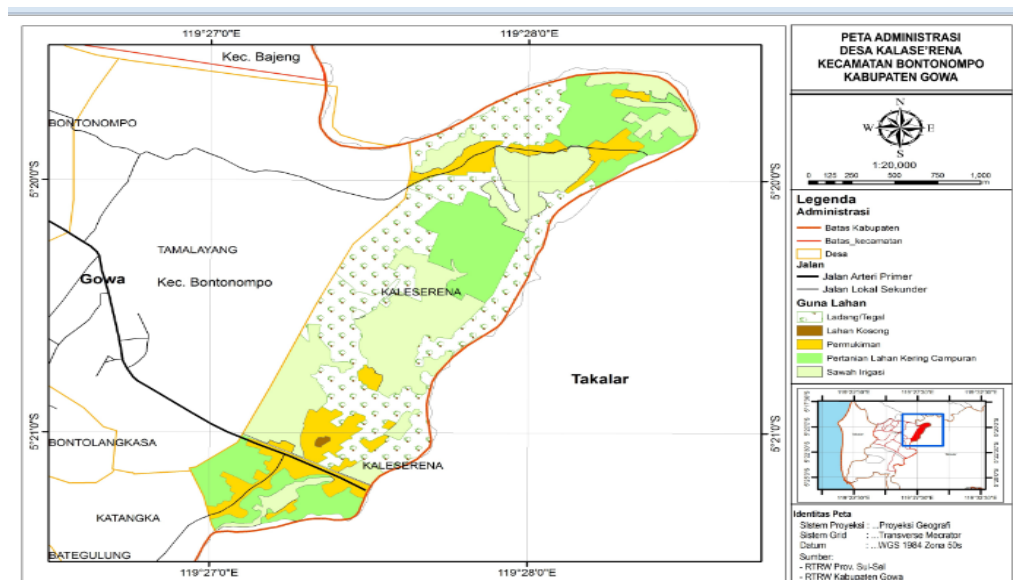 119°27'0"E
119°28'0"E
Kec. Bajeng
BONTONOMPO
5°20'0"S
5°20'0"S
TAMALAYANG
Gowa
Kec. Bontonompo
KALESERENA
Takalar
5°21'0"S
5°21'0"S
BONTOLANGKASA
KALESERENA
KATANGKA
BATEGULUNG
119°27'0"E
119°28'0"E
PETA ADMINISTRASI
DESA KALASE'RENA
KECAMATAN BONTONOMPO
KABUPATEN GOWA
N
W E
S
1:20,000
0 125 250 500 750 1,000
m
Legenda
Administrasi
Batas Kabupaten
Batas_kecamatan
Desa
Jalan
Jalan Arteri Primer
Jalan Lokal Sekunder
Guna Lahan
Ladang/Tegal
Lahan Kosong
Permukiman
Pertanian Lahan Kering Campuran
Sawah Irigasi
Identitas Peta
Sistem Proyeksi : ...Proyeksi Geografi
Sistem Grid : ...Transverse Mecrator
Datum : ...WGS 1984 Zona 50s
Sumber:
- RTRW Prov. Sul-Sel
- RTRW Kabupaten Gowa